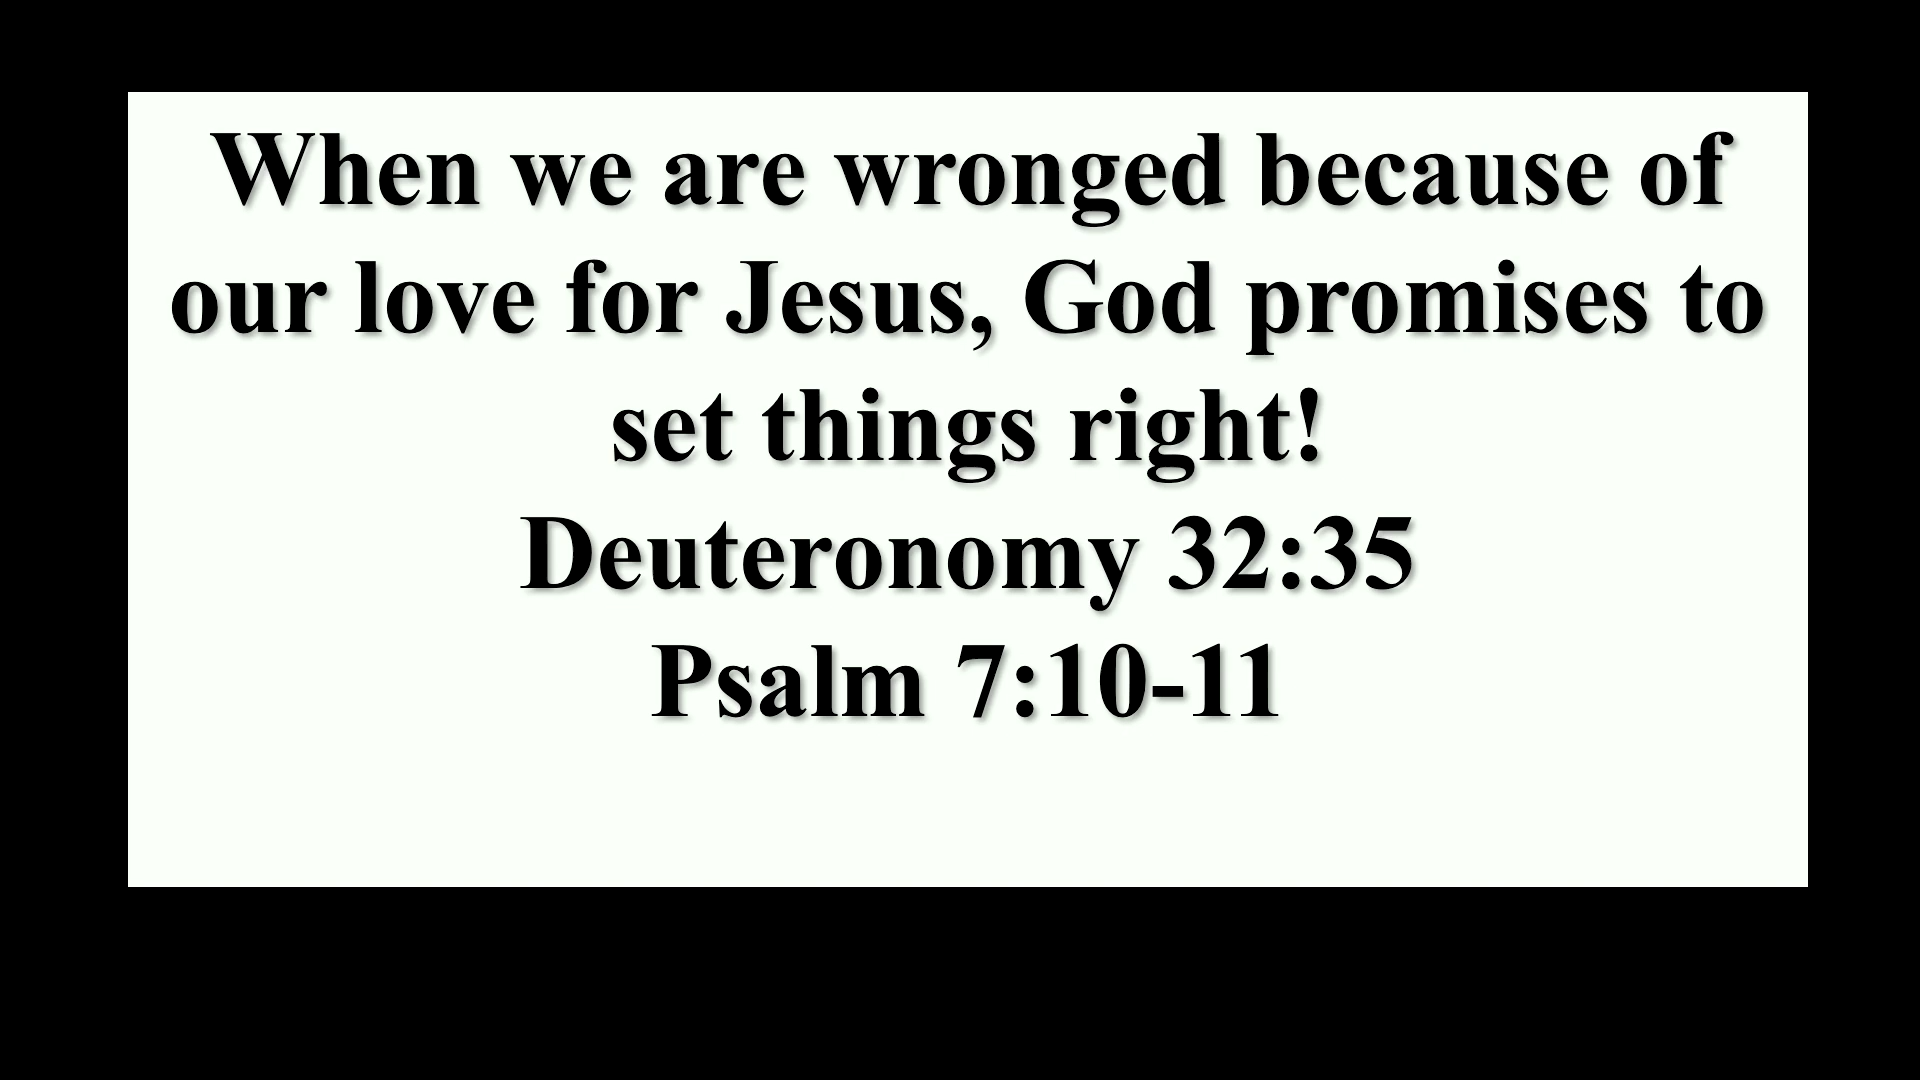 When we are wronged because of
our love for Jesus, God promises to
set things right!
Deuteronomy 32:35
Psalm 7:10-11